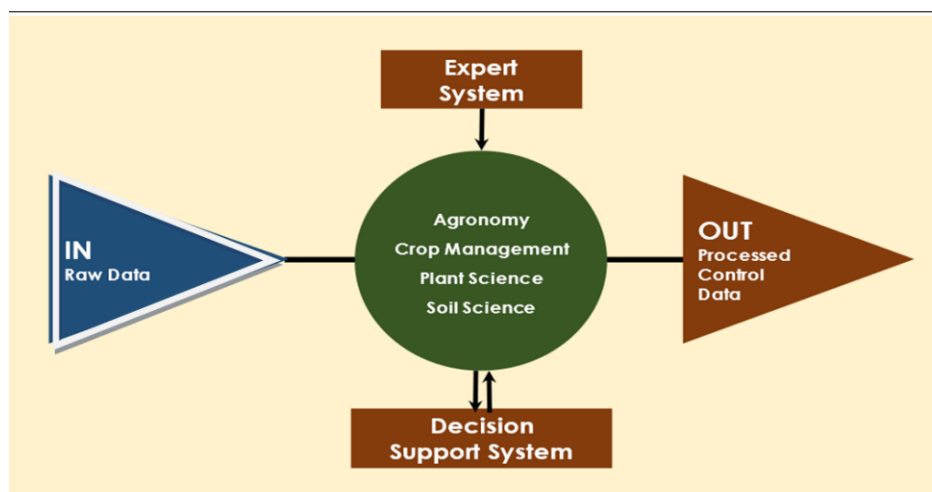 Expert
System
IN
Raw Data
Agronomy
Crop Management
Plant Science
Soil Science
OUT
Processed
Control
Data
Decision
Support System